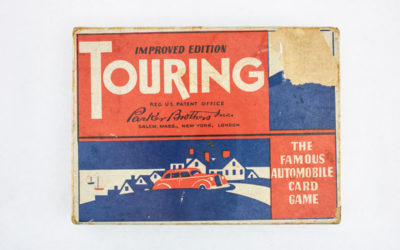 IMPROVED EDITION
TOURING
REG. U.S. PATENT OFFICE
Parker Brothers Inc.
SALEM, MASS., NEW YORK, LONDON
THE
FAMOUS
AUTOMOBILE
CARD
GAME